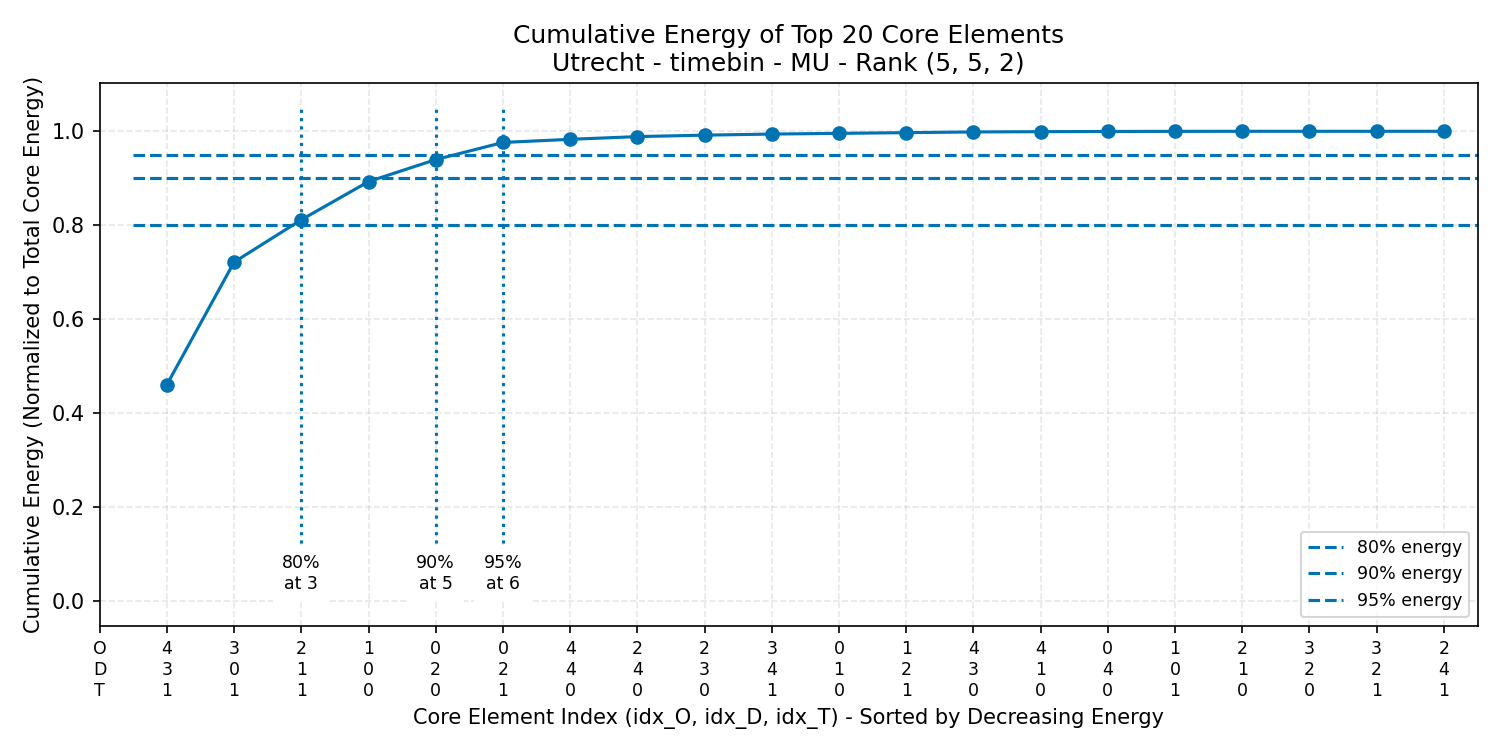 Cumulative Energy of Top 20 Core Elements
Utrecht - timebin - MU - Rank (5, 5, 2)
Cumulative Energy (Normalized to Total Core Energy)
1.0
0.8
0.6
0.4
0.2
0.0
80%
at 3
90%
at 5
95%
at 6
80% energy
90% energy
95% energy
O 4 3 2 1 0 0 4 2 2 3 0 1 4 4 0 1 2 3 3 2
D 3 0 1 0 2 2 4 4 3 4 1 2 3 1 4 0 1 2 2 4
T 1 1 1 0 0 1 0 0 0 1 0 1 0 0 0 1 0 0 1 1
Core Element Index (idx_O, idx_D, idx_T) - Sorted by Decreasing Energy